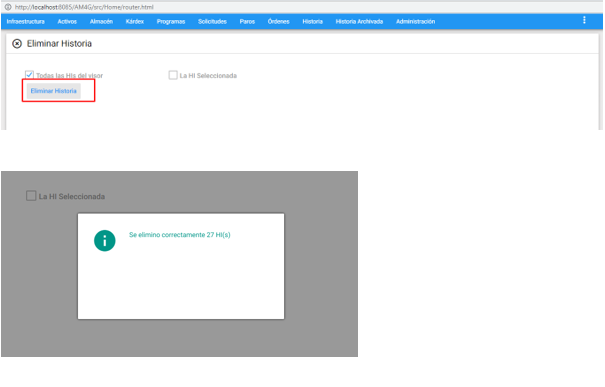 http://localhost:8085/AM4G/src/Home/router.html
Infraestructura Activos Almacén Kárdex Programas Solicitudes Paros Órdenes Historia Historia Archivada Administración
Eliminar Historia
Todas las HIs del visor La HI Seleccionada
Eliminar Historia
La HI Seleccionada
Se elimino correctamente 27 HI(s)